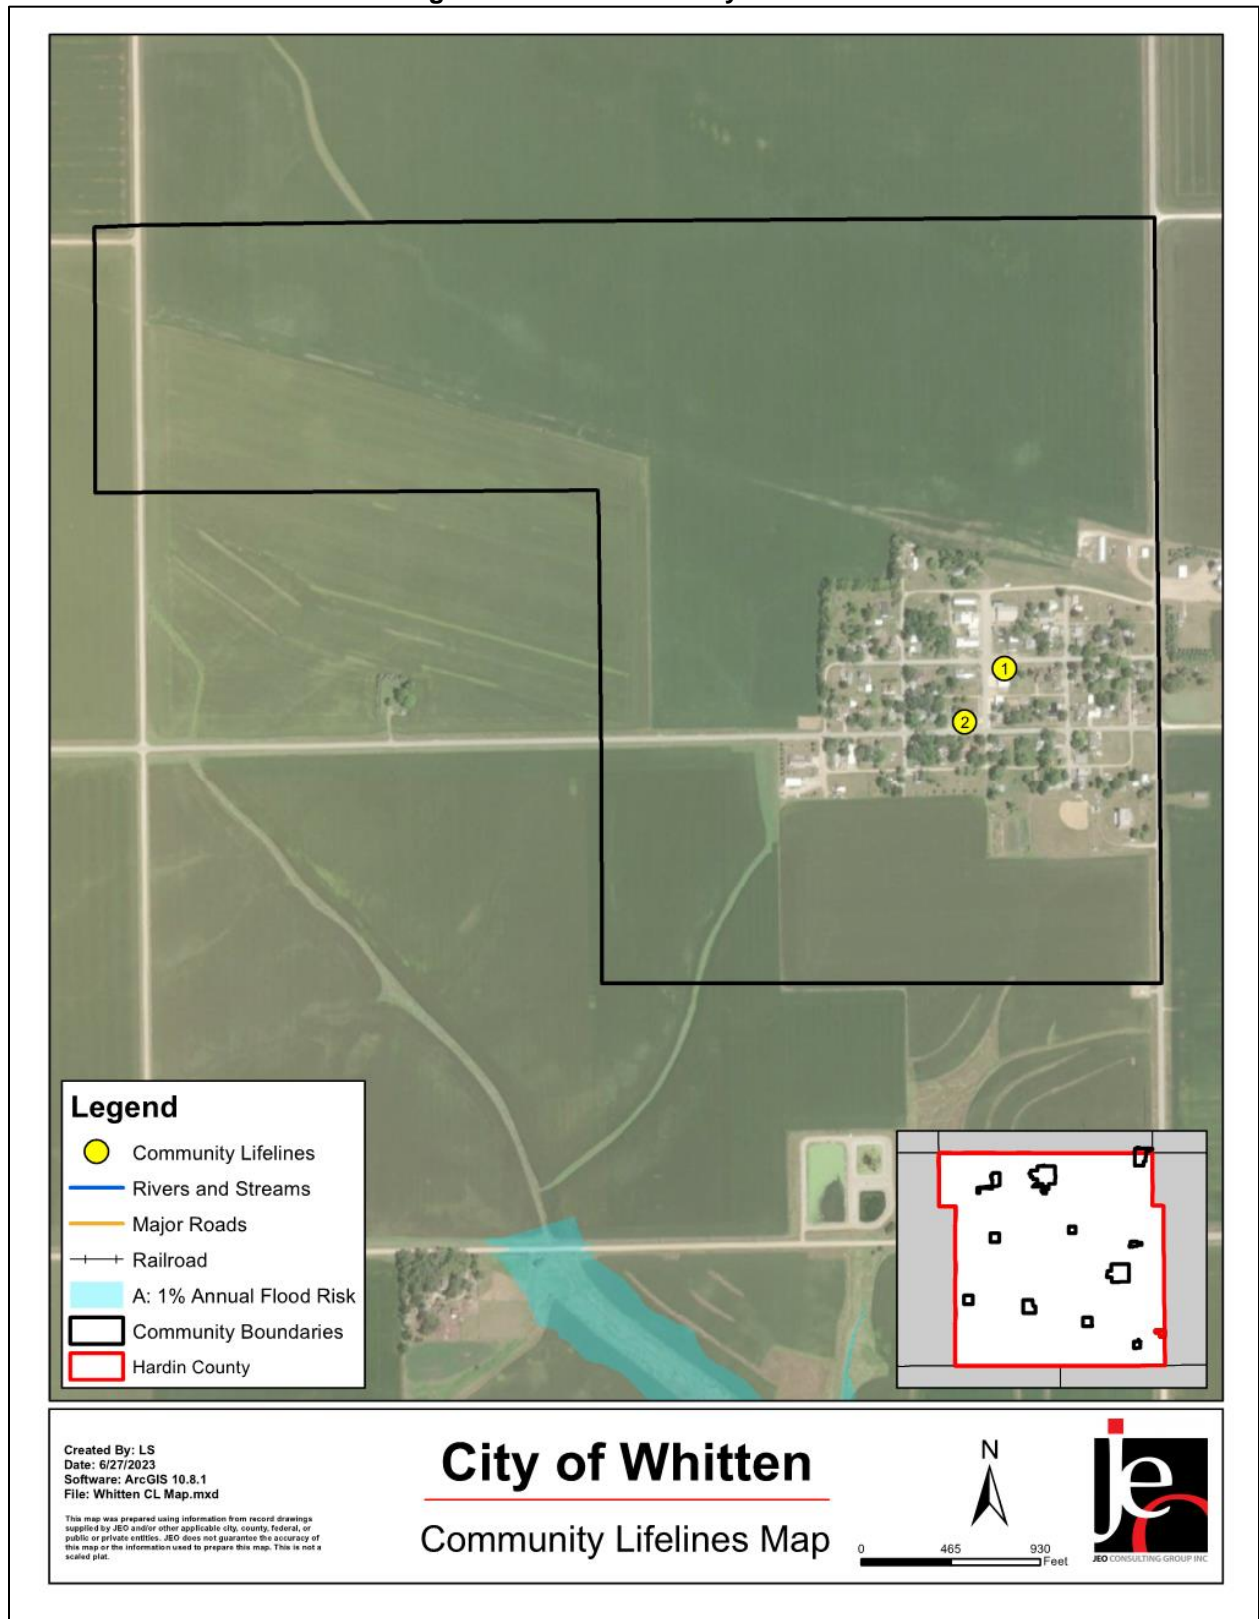 1
2
Legend
Community Lifelines
Rivers and Streams
Major Roads
Railroad
A: 1% Annual Flood Risk
Community Boundaries
Hardin County
Created By: LS
Date: 6/27/2023
Software: ArcGIS 10.8.1
File: Whitten CL Map.mxd
This map was prepared using information from record drawings
supplied by JEO and/or other applicable city, county, federal, or
public or private entities. JEO does not guarantee the accuracy of
this map or the information used to prepare this map. This is not a
scaled plat.
City of Whitten
Community Lifelines Map
N
0 465 930
Feet
jeo
JEO CONSULTING GROUP INC